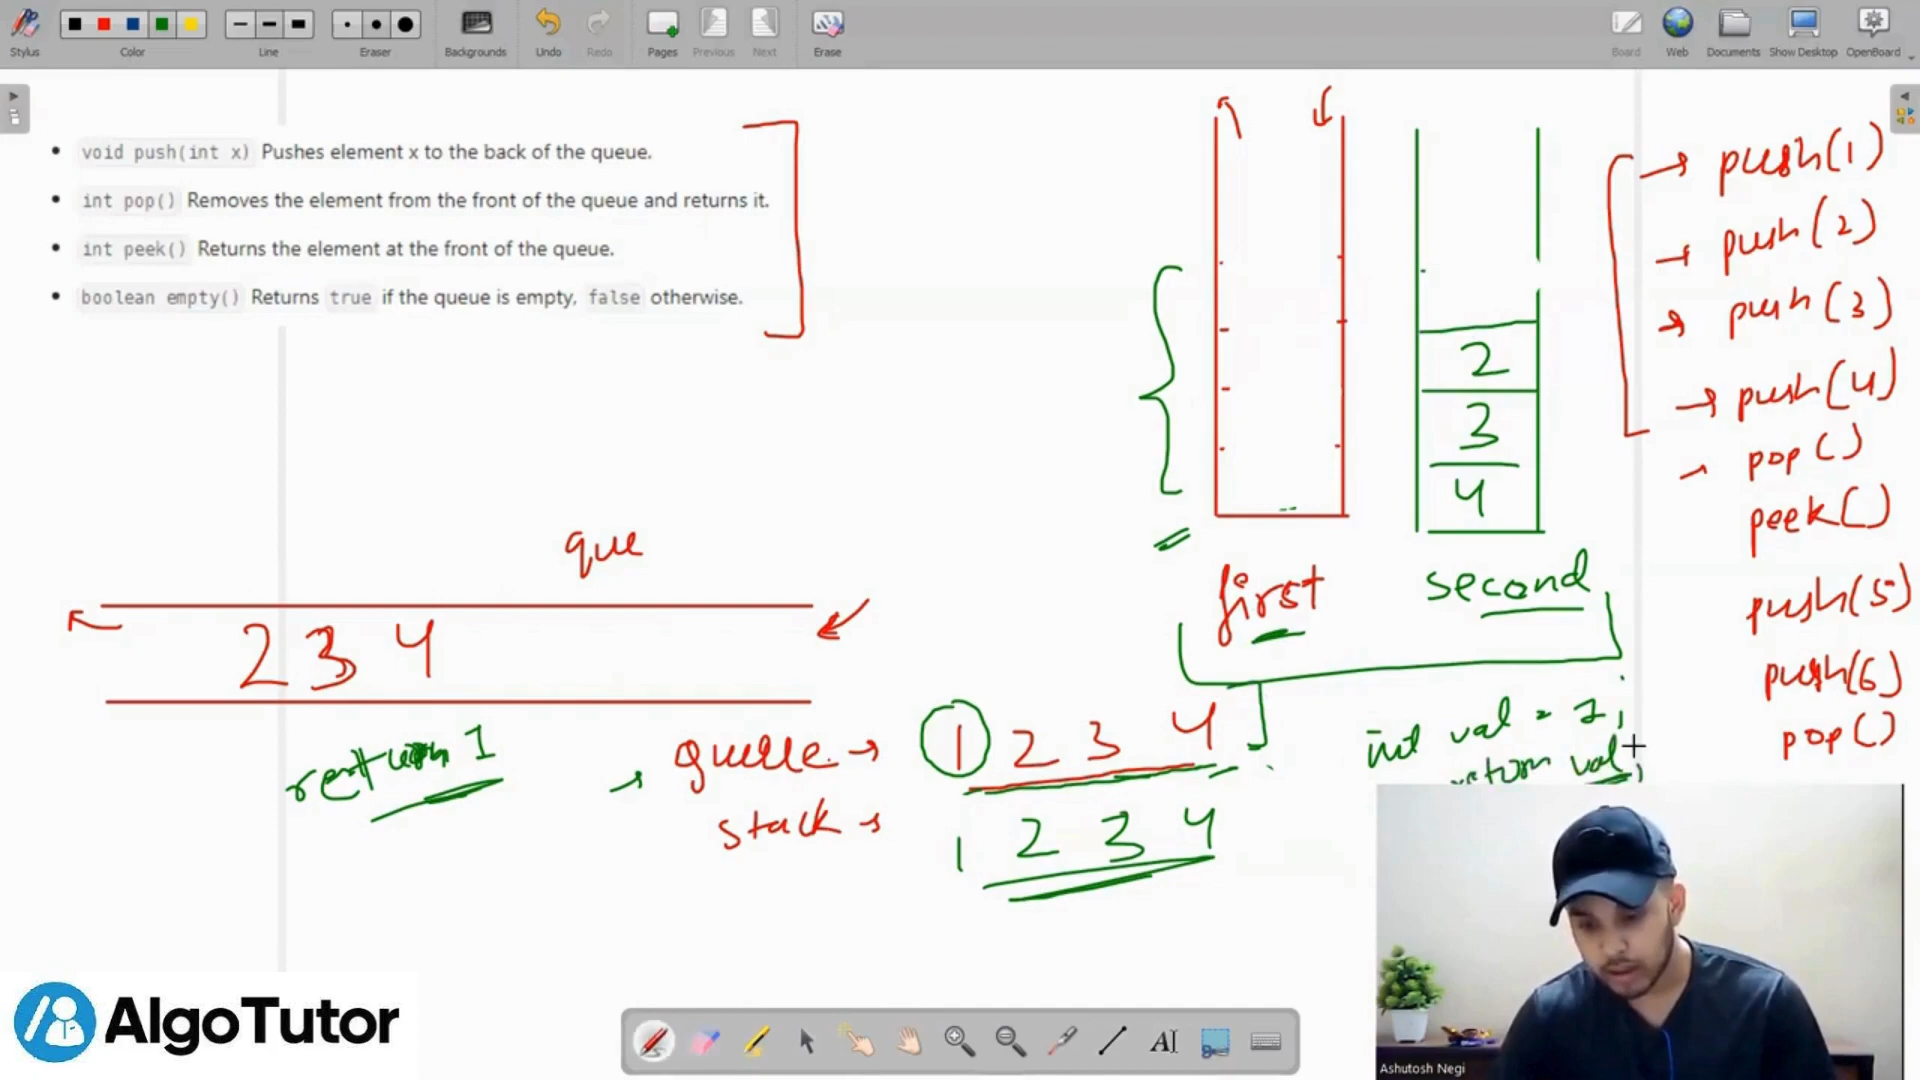 Stylus
Color
Line
Eraser
Backgrounds
Undo
Redo
Pages
Previous
Next
Erase
Board
Web
Documents
Show Desktop
OpenBoard
void push(int x) Pushes element x to the back of the queue.
int pop() Removes the element from the front of the queue and returns it.
int peek() Returns the element at the front of the queue.
boolean empty() Returns true if the queue is empty, false otherwise.
push(1)
push(2)
push(3)
push(4)
pop()
peek()
push(5)
push(6)
pop()
2
3
4
first
second
que
2 3 4
return 1
queue → 1 2 3 4
stack → 1 2 3 4
int val = 1;
return val;
AlgoTutor
AI
Ashutosh Negi